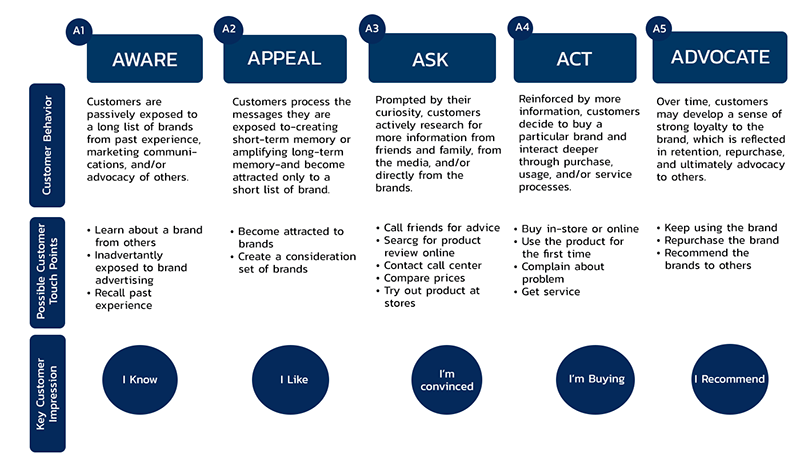 A1
AWARE
A2
APPEAL
A3
ASK
A4
ACT
A5
ADVOCATE
Customer Behavior
Customers are
passively exposed to
a long list of brands
from past experience,
marketing communi-
cations, and/or
advocacy of others.
Customers process the
messages they are
exposed to-creating
short-term memory or
amplifying long-term
memory-and become
attracted only to a
short list of brand.
Prompted by their
curiosity, customers
actively research for
more information from
friends and family, from
the media, and/or
directly from the
brands.
Reinforced by more
information, customers
decide to buy a
particular brand and
interact deeper
through purchase,
usage, and/or service
processes.
Over time, customers
may develop a sense of
strong loyalty to the
brand, which is reflected
in retention, repurchase,
and ultimately advocacy
to others.
Possible Customer
Touch Points
• Learn about a brand
from others
• Inadvertantly
exposed to brand
advertising
• Recall past
experience
• Become attracted to
brands
• Create a consideration
set of brands
• Call friends for advice
• Searcg for product
review online
• Contact call center
• Compare prices
• Try out product at
stores
• Buy in-store or online
• Use the product for
the first time
• Complain about
problem
• Get service
• Keep using the brand
• Repurchase the brand
• Recommend the
brands to others
Key Customer
Impression
I Know
I Like
I'm
convinced
I'm Buying
I Recommend